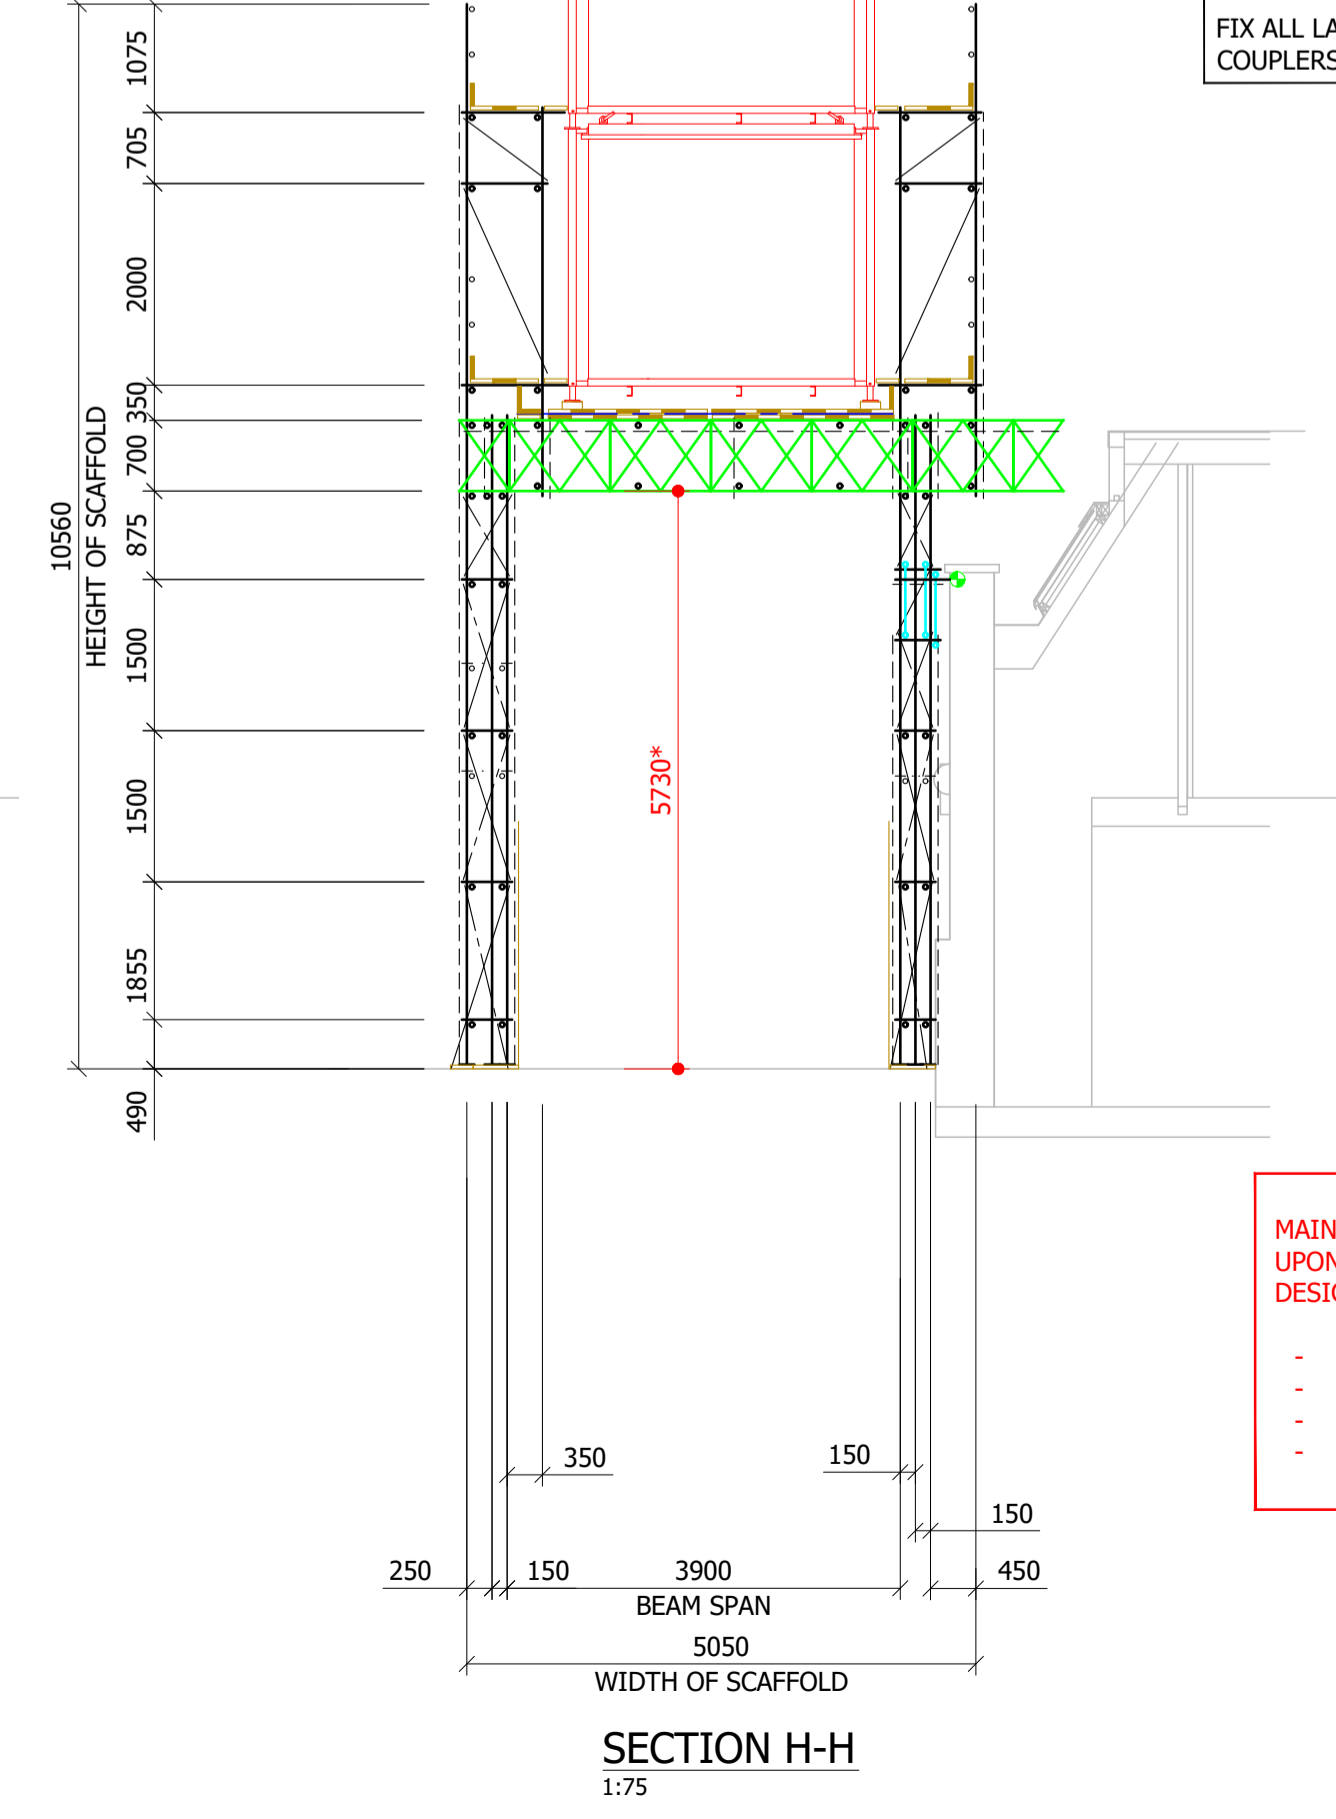 FIX ALL LA
COUPLERS
1075
705
2000
350
700
875
1500
1500
1855
490
10560
HEIGHT OF SCAFFOLD
5730*
MAIN
UPON
DESIG
-
-
-
-
350
150
150
250
150
3900
450
BEAM SPAN
5050
WIDTH OF SCAFFOLD
SECTION H-H
1:75